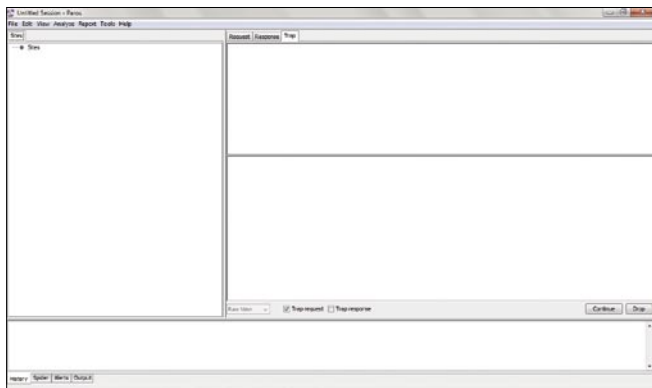 Untitled Session - Paros
File Edit View Analyse Report Tools Help
Sites
Request Response Trap
Sites
Raw View
Trap request Trap response
Continue Drop
History Spider Alerts Output